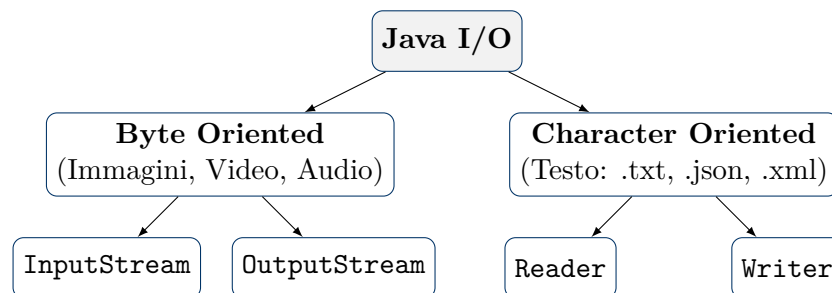 Java I/O
Byte Oriented
(Immagini, Video, Audio)
Character Oriented
(Testo: .txt, .json, .xml)
InputStream
OutputStream
Reader
Writer